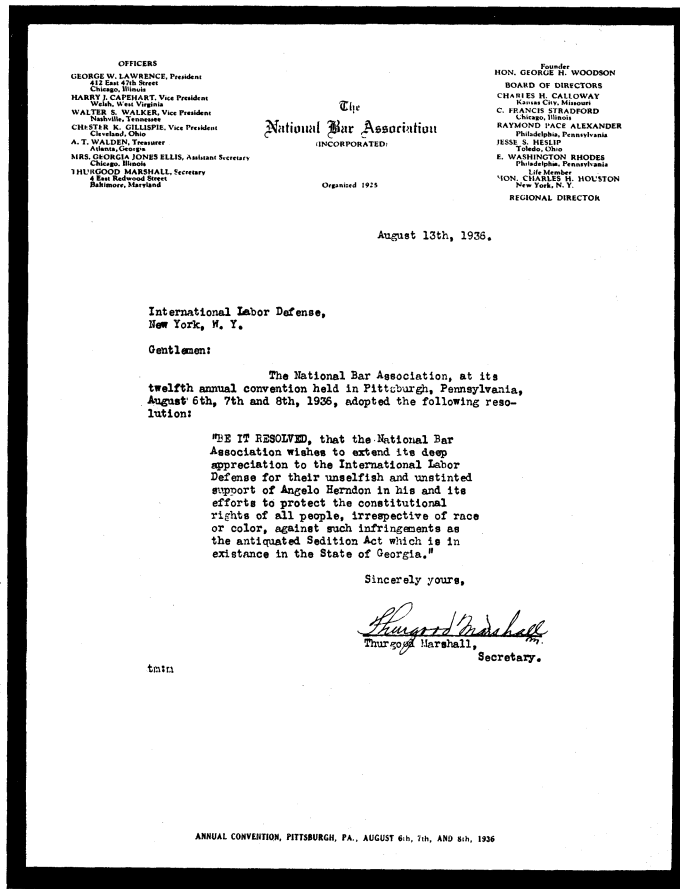 OFFICERS
GEORGE W. LAWRENCE, President
412 East 47th Street
Chicago, Illinois
HARRY J. CAPEHART, Vice President
Welsh, West Virginia
WALTER S. WALKER, Vice President
Nashville, Tennessee
CHESTER K. GILLISPIE, Vice President
Cleveland, Ohio
A. T. WALDEN, Treasurer
Atlanta, Georgia
MRS. GEORGIA JONES ELLIS, Assistant Secretary
Chicago, Illinois
THURGOOD MARSHALL, Secretary
4 East Redwood Street
Baltimore, Maryland
The
National Bar Association
(INCORPORATED)
Organized 1925
Founder
HON. GEORGE H. WOODSON
BOARD OF DIRECTORS
CHARLES H. CALLOWAY
Kansas City, Missouri
C. FRANCIS STRADFORD
Chicago, Illinois
RAYMOND PACE ALEXANDER
Philadelphia, Pennsylvania
JESSE S. HESLIP
Toledo, Ohio
E. WASHINGTON RHODES
Philadelphia, Pennsylvania
Life Member
HON. CHARLES H. HOUSTON
New York, N. Y.
REGIONAL DIRECTOR
August 13th, 1936.
International Labor Defense,
New York, N. Y.
Gentlemen:
The National Bar Association, at its
twelfth annual convention held in Pittsburgh, Pennsylvania,
August 6th, 7th and 8th, 1936, adopted the following reso-
lution:
"BE IT RESOLVED, that the National Bar
Association wishes to extend its deep
appreciation to the International Labor
Defense for their unselfish and unstinted
support of Angelo Herndon in his and its
efforts to protect the constitutional
rights of all people, irrespective of race
or color, against such infringements as
the antiquated Sedition Act which is in
existance in the State of Georgia."
Sincerely yours,
Thurgood Marshall
m.
Thurgood Marshall,
Secretary.
tm:m
ANNUAL CONVENTION, PITTSBURGH, PA., AUGUST 6th, 7th, AND 8th, 1936